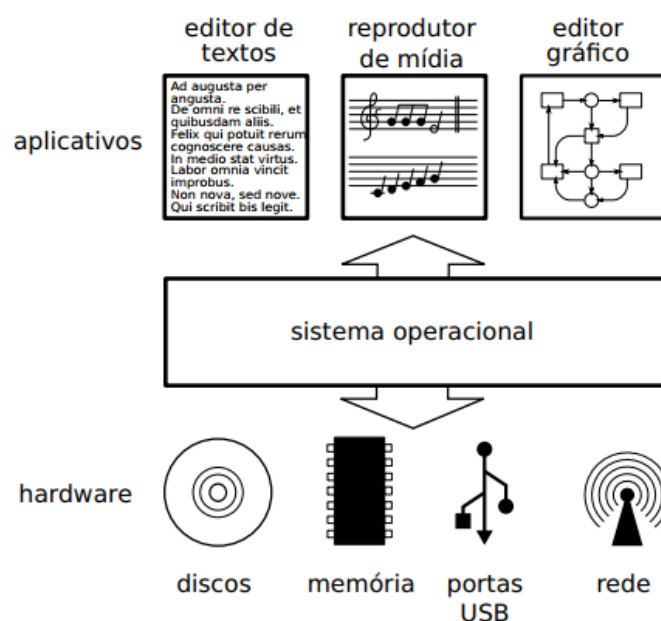 editor de
textos
reprodutor
de mídia
editor
gráfico
aplicativos
Ad augusta per
angusta.
De omni re scibili, et
quibusdam aliis.
Felix qui potuit rerum
cognoscere causas.
In medio stat virtus.
Labor omnia vincit
improbus.
Non nova, sed nove.
Qui scribit bis legit.
sistema operacional
hardware
discos
memória
portas
USB
rede